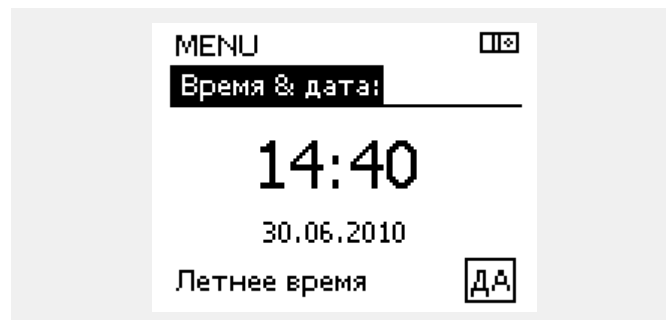 MENU
Время & дата:
14:40
30.06.2010
Летнее время ДА